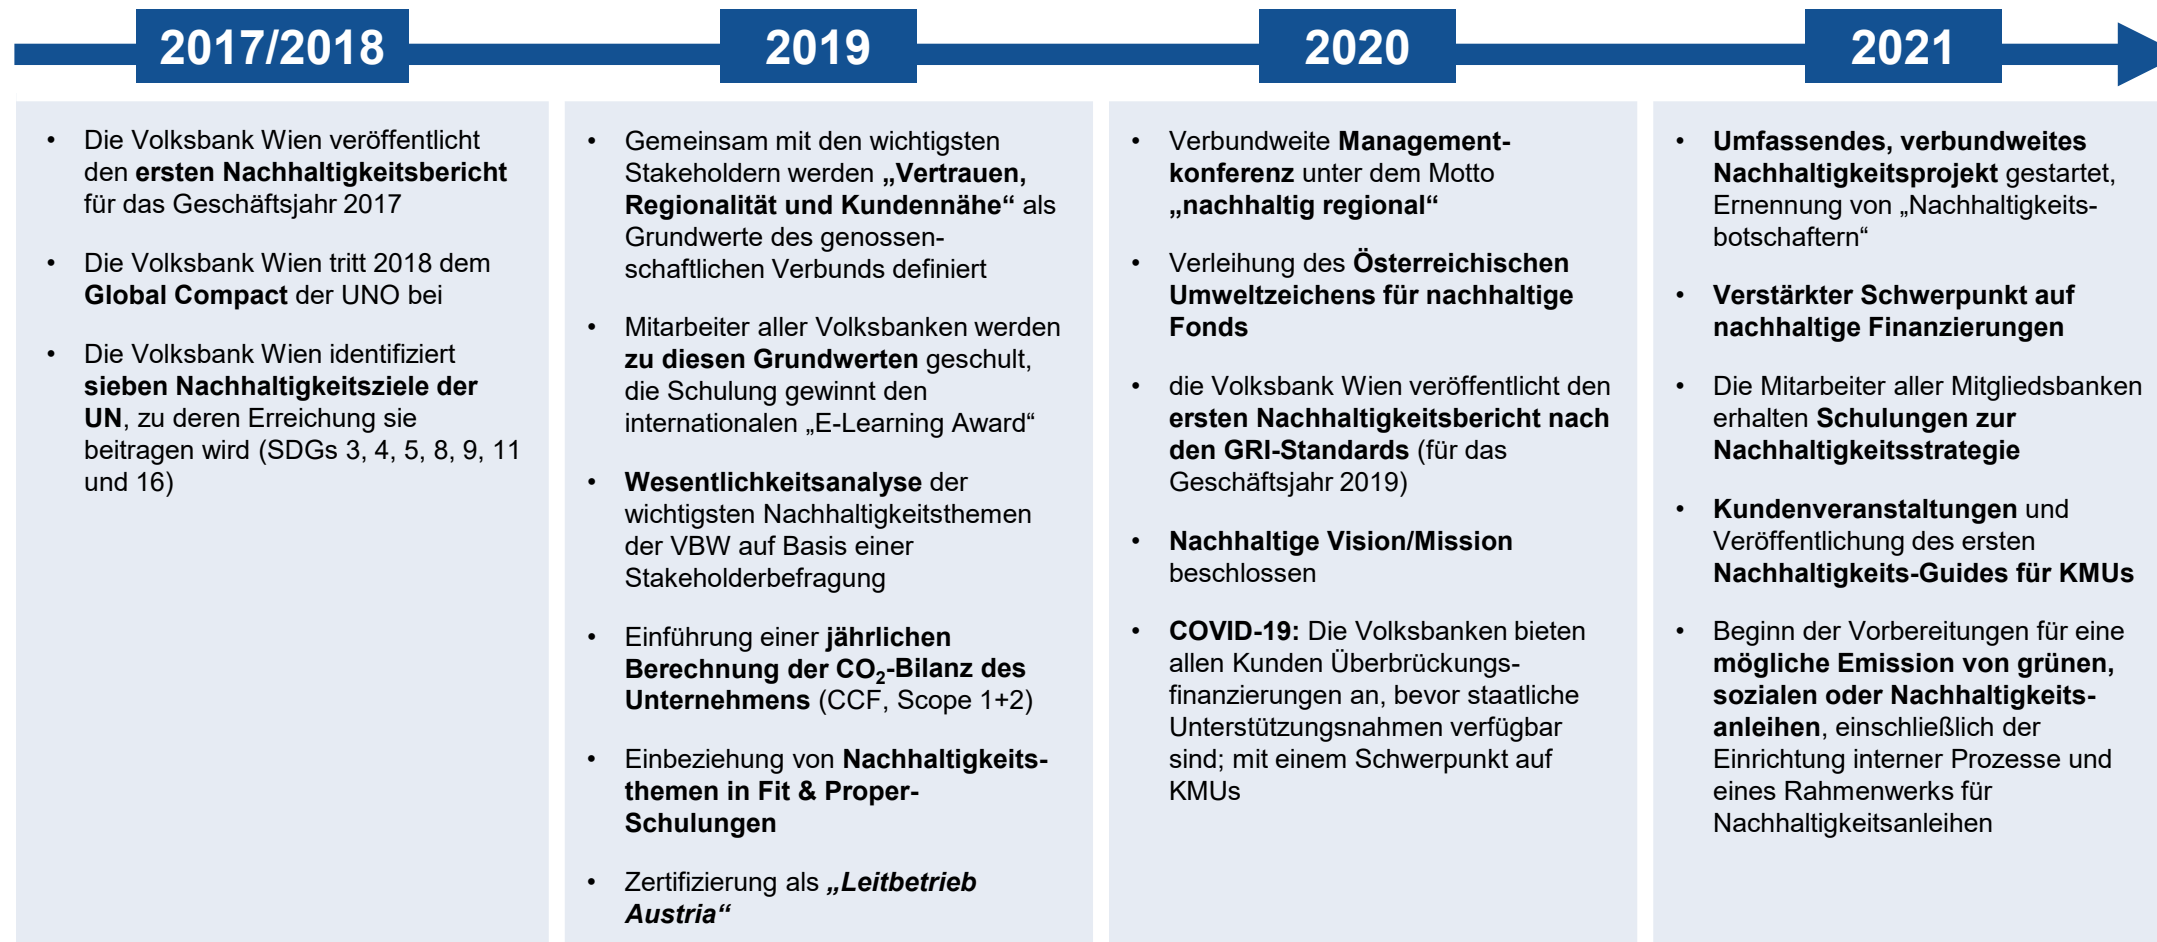 2017/2018
2019
2020
2021
• Die Volksbank Wien veröffentlicht
den ersten Nachhaltigkeitsbericht
für das Geschäftsjahr 2017
• Die Volksbank Wien tritt 2018 dem
Global Compact der UNO bei
• Die Volksbank Wien identifiziert
sieben Nachhaltigkeitsziele der
UN, zu deren Erreichung sie
beitragen wird (SDGs 3, 4, 5, 8, 9, 11
und 16)
• Gemeinsam mit den wichtigsten
Stakeholdern werden „Vertrauen,
Regionalität und Kundennähe“ als
Grundwerte des genossen-
schaftlichen Verbunds definiert
• Mitarbeiter aller Volksbanken werden
zu diesen Grundwerten geschult,
die Schulung gewinnt den
internationalen „E-Learning Award“
• Wesentlichkeitsanalyse der
wichtigsten Nachhaltigkeitsthemen
der VBW auf Basis einer
Stakeholderbefragung
• Einführung einer jährlichen
Berechnung der CO₂-Bilanz des
Unternehmens (CCF, Scope 1+2)
• Einbeziehung von Nachhaltigkeits-
themen in Fit & Proper-
Schulungen
• Zertifizierung als „Leitbetrieb
Austria“
• Verbundweite Management-
konferenz unter dem Motto
„nachhaltig regional“
• Verleihung des Österreichischen
Umweltzeichens für nachhaltige
Fonds
• die Volksbank Wien veröffentlicht den
ersten Nachhaltigkeitsbericht nach
den GRI-Standards (für das
Geschäftsjahr 2019)
• Nachhaltige Vision/Mission
beschlossen
• COVID-19: Die Volksbanken bieten
allen Kunden Überbrückungs-
finanzierungen an, bevor staatliche
Unterstützungsnahmen verfügbar
sind; mit einem Schwerpunkt auf
KMUs
• Umfassendes, verbundweites
Nachhaltigkeitsprojekt gestartet,
Ernennung von „Nachhaltigkeits-
botschaftern“
• Verstärkter Schwerpunkt auf
nachhaltige Finanzierungen
• Die Mitarbeiter aller Mitgliedsbanken
erhalten Schulungen zur
Nachhaltigkeitsstrategie
• Kundenveranstaltungen und
Veröffentlichung des ersten
Nachhaltigkeits-Guides für KMUs
• Beginn der Vorbereitungen für eine
mögliche Emission von grünen,
sozialen oder Nachhaltigkeits-
anleihen, einschließlich der
Einrichtung interner Prozesse und
eines Rahmenwerks für
Nachhaltigkeitsanleihen